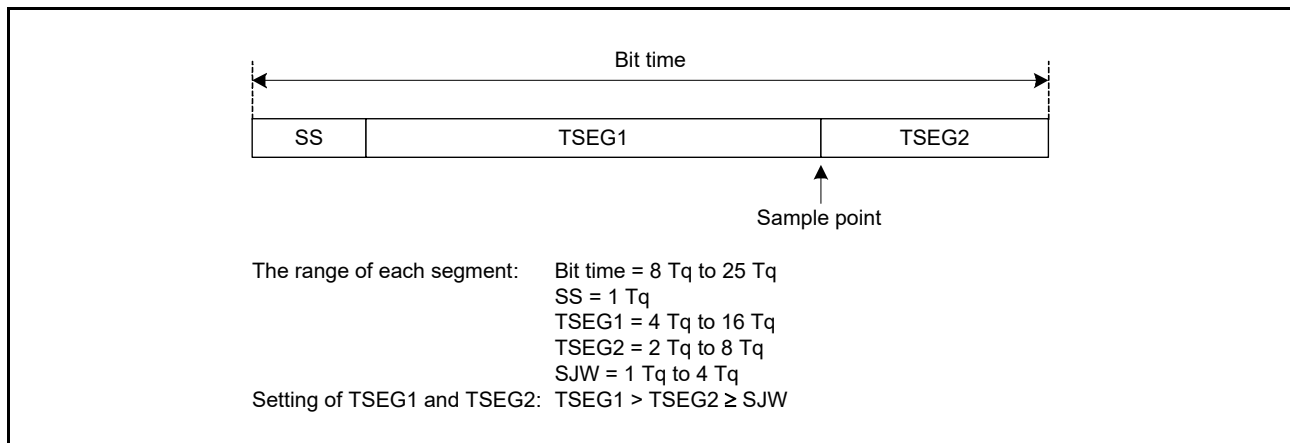 Bit time
SS TSEG1 TSEG2
Sample point
The range of each segment: Bit time = 8 Tq to 25 Tq
SS = 1 Tq
TSEG1 = 4 Tq to 16 Tq
TSEG2 = 2 Tq to 8 Tq
SJW = 1 Tq to 4 Tq
Setting of TSEG1 and TSEG2: TSEG1 > TSEG2 ≥ SJW